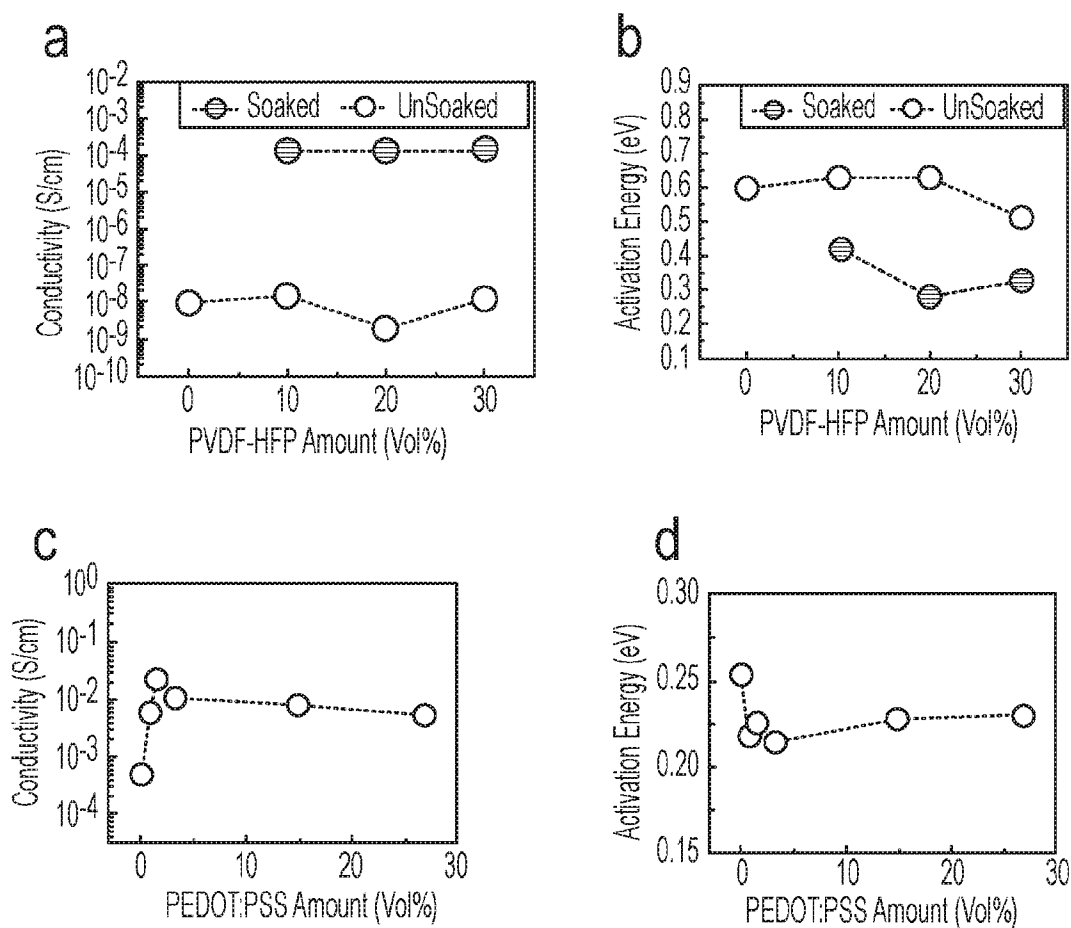 a
10-2
10-3
10-4
10-5
10-6
10-7
10-8
10-9
10-10
Conductivity (S/cm)
Soaked UnSoaked
0 10 20 30
PVDF-HFP Amount (Vol%)
b
0.9
0.8
0.7
0.6
0.5
0.4
0.3
0.2
0.1
Activation Energy (eV)
Soaked UnSoaked
0 10 20 30
PVDF-HFP Amount (Vol%)
c
100
10-1
10-2
10-3
10-4
Conductivity (S/cm)
0 10 20 30
PEDOT:PSS Amount (Vol%)
d
0.30
0.25
0.20
0.15
Activation Energy (eV)
0 10 20 30
PEDOT:PSS Amount (Vol%)